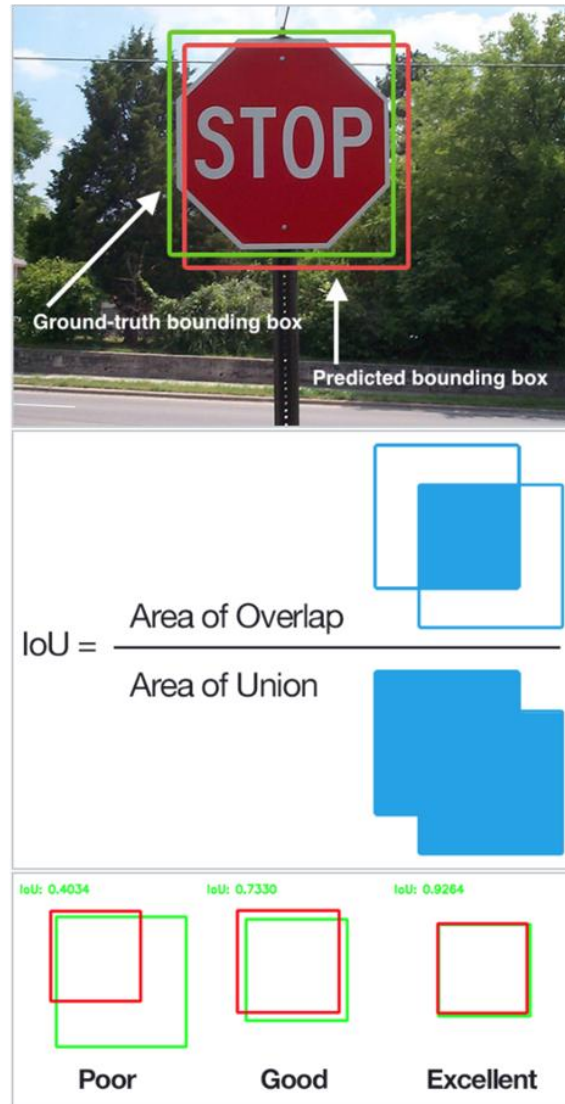 STOP
Ground-truth bounding box
Predicted bounding box
IoU =
Area of Overlap
Area of Union
IoU: 0.4034
IoU: 0.7330
IoU: 0.9264
Poor
Good
Excellent